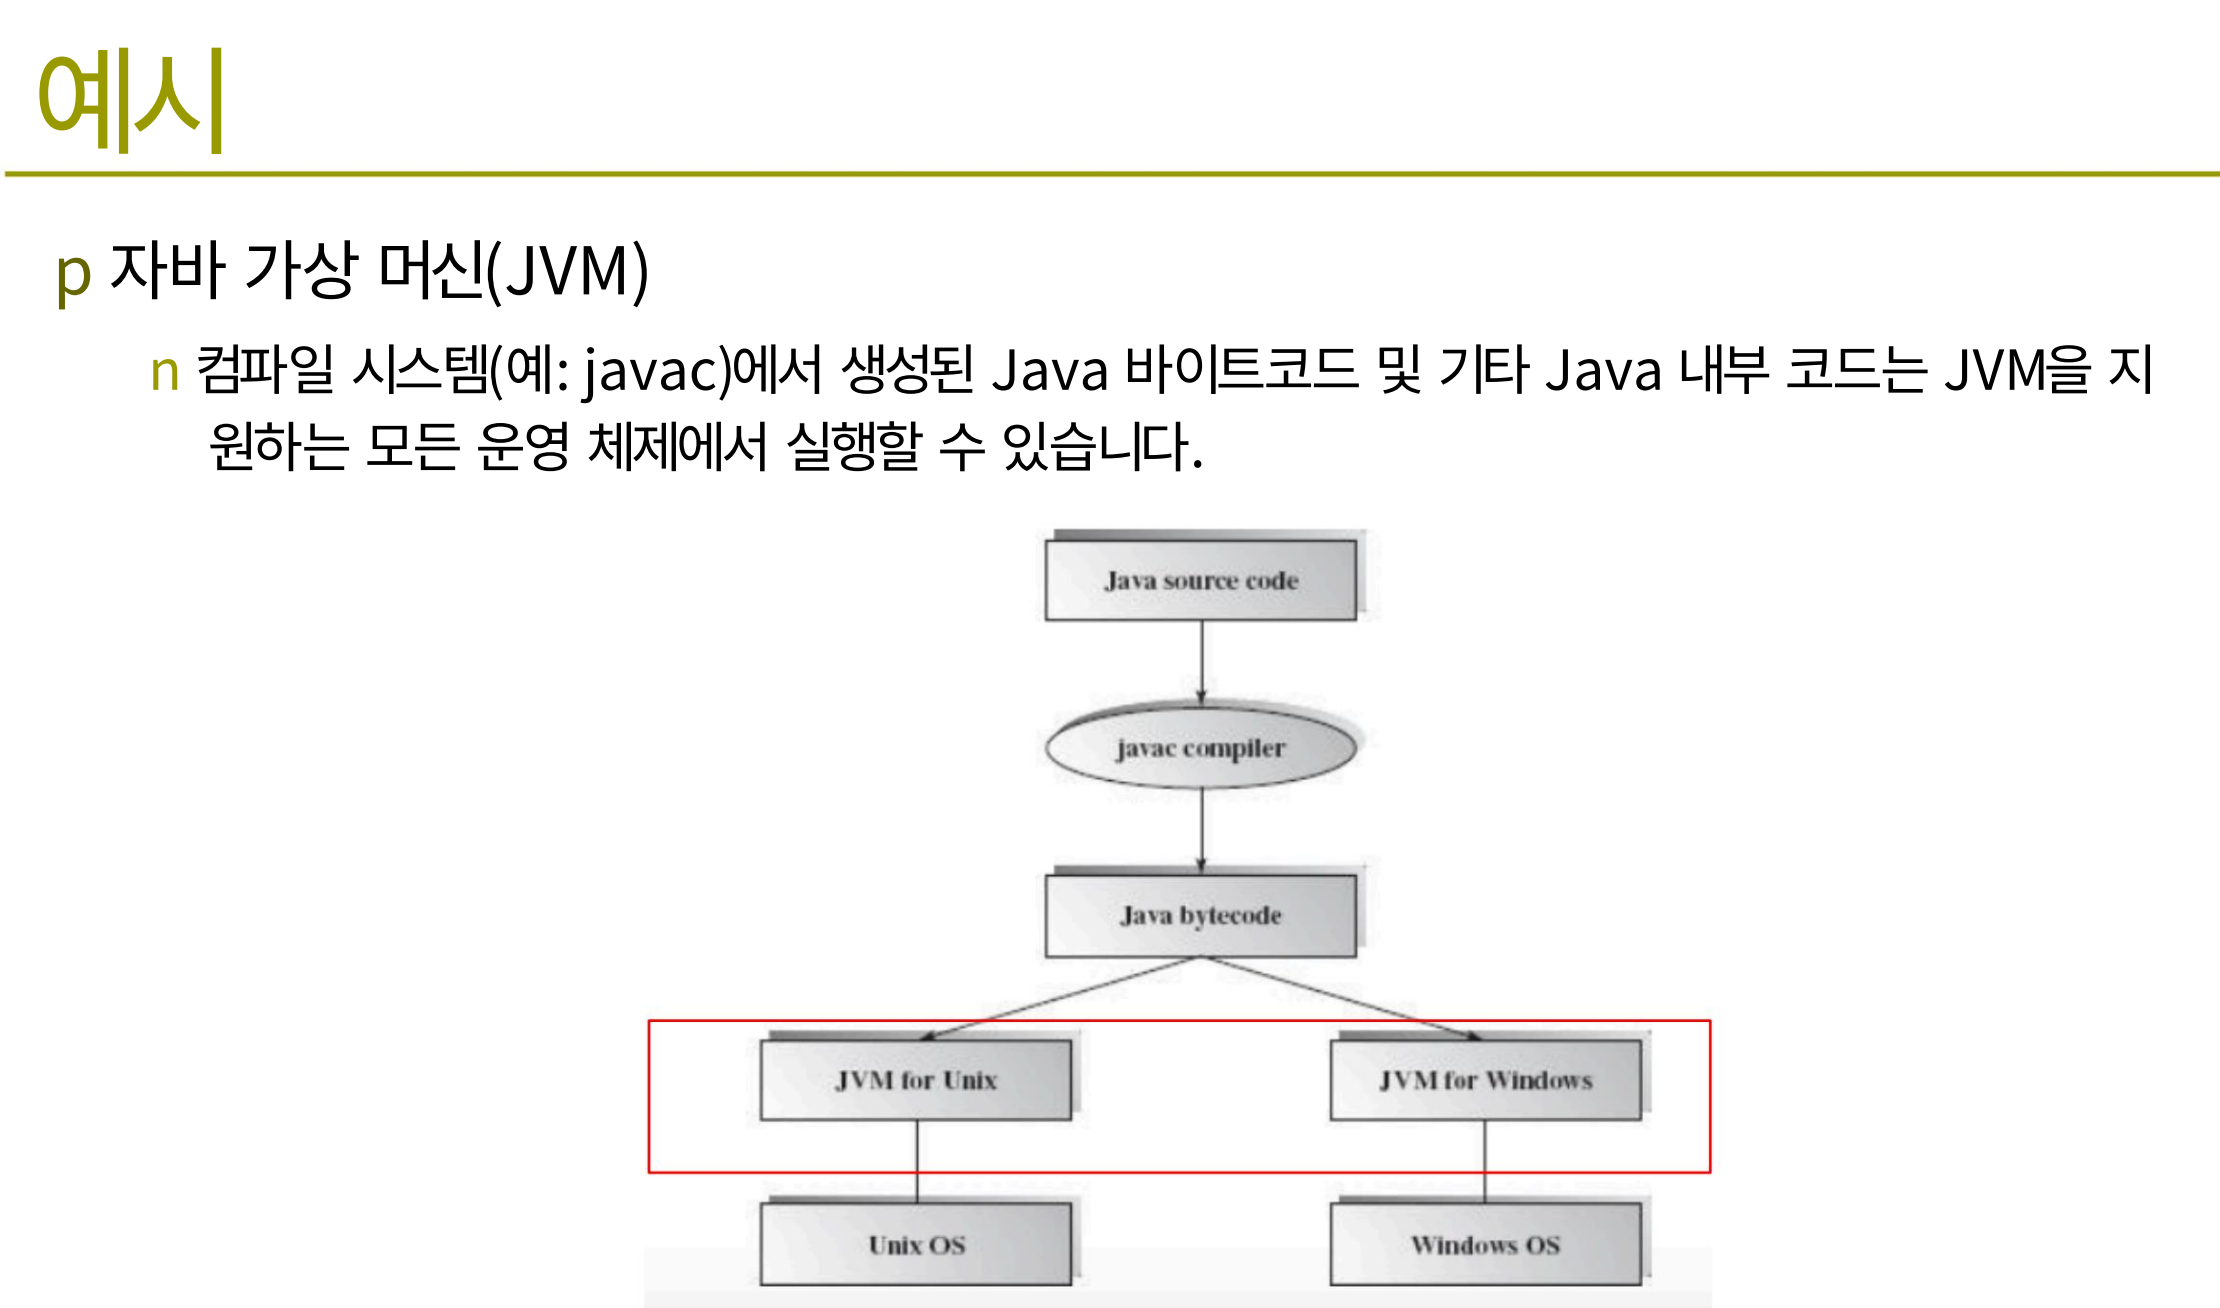 예시
p 자바 가상 머신(JVM)
n 컴파일 시스템(예: javac)에서 생성된 Java 바이트코드 및 기타 Java 내부 코드는 JVM을 지
원하는 모든 운영 체제에서 실행할 수 있습니다.
Java source code
javac compiler
Java bytecode
JVM for Unix
JVM for Windows
Unix OS
Windows OS